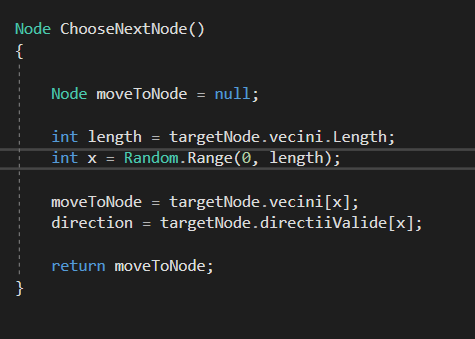 Node ChooseNextNode()
{
Node moveToNode = null;
int length = targetNode.vecini.Length;
int x = Random.Range(0, length);
moveToNode = targetNode.vecini[x];
direction = targetNode.directiiValide[x];
return moveToNode;
}